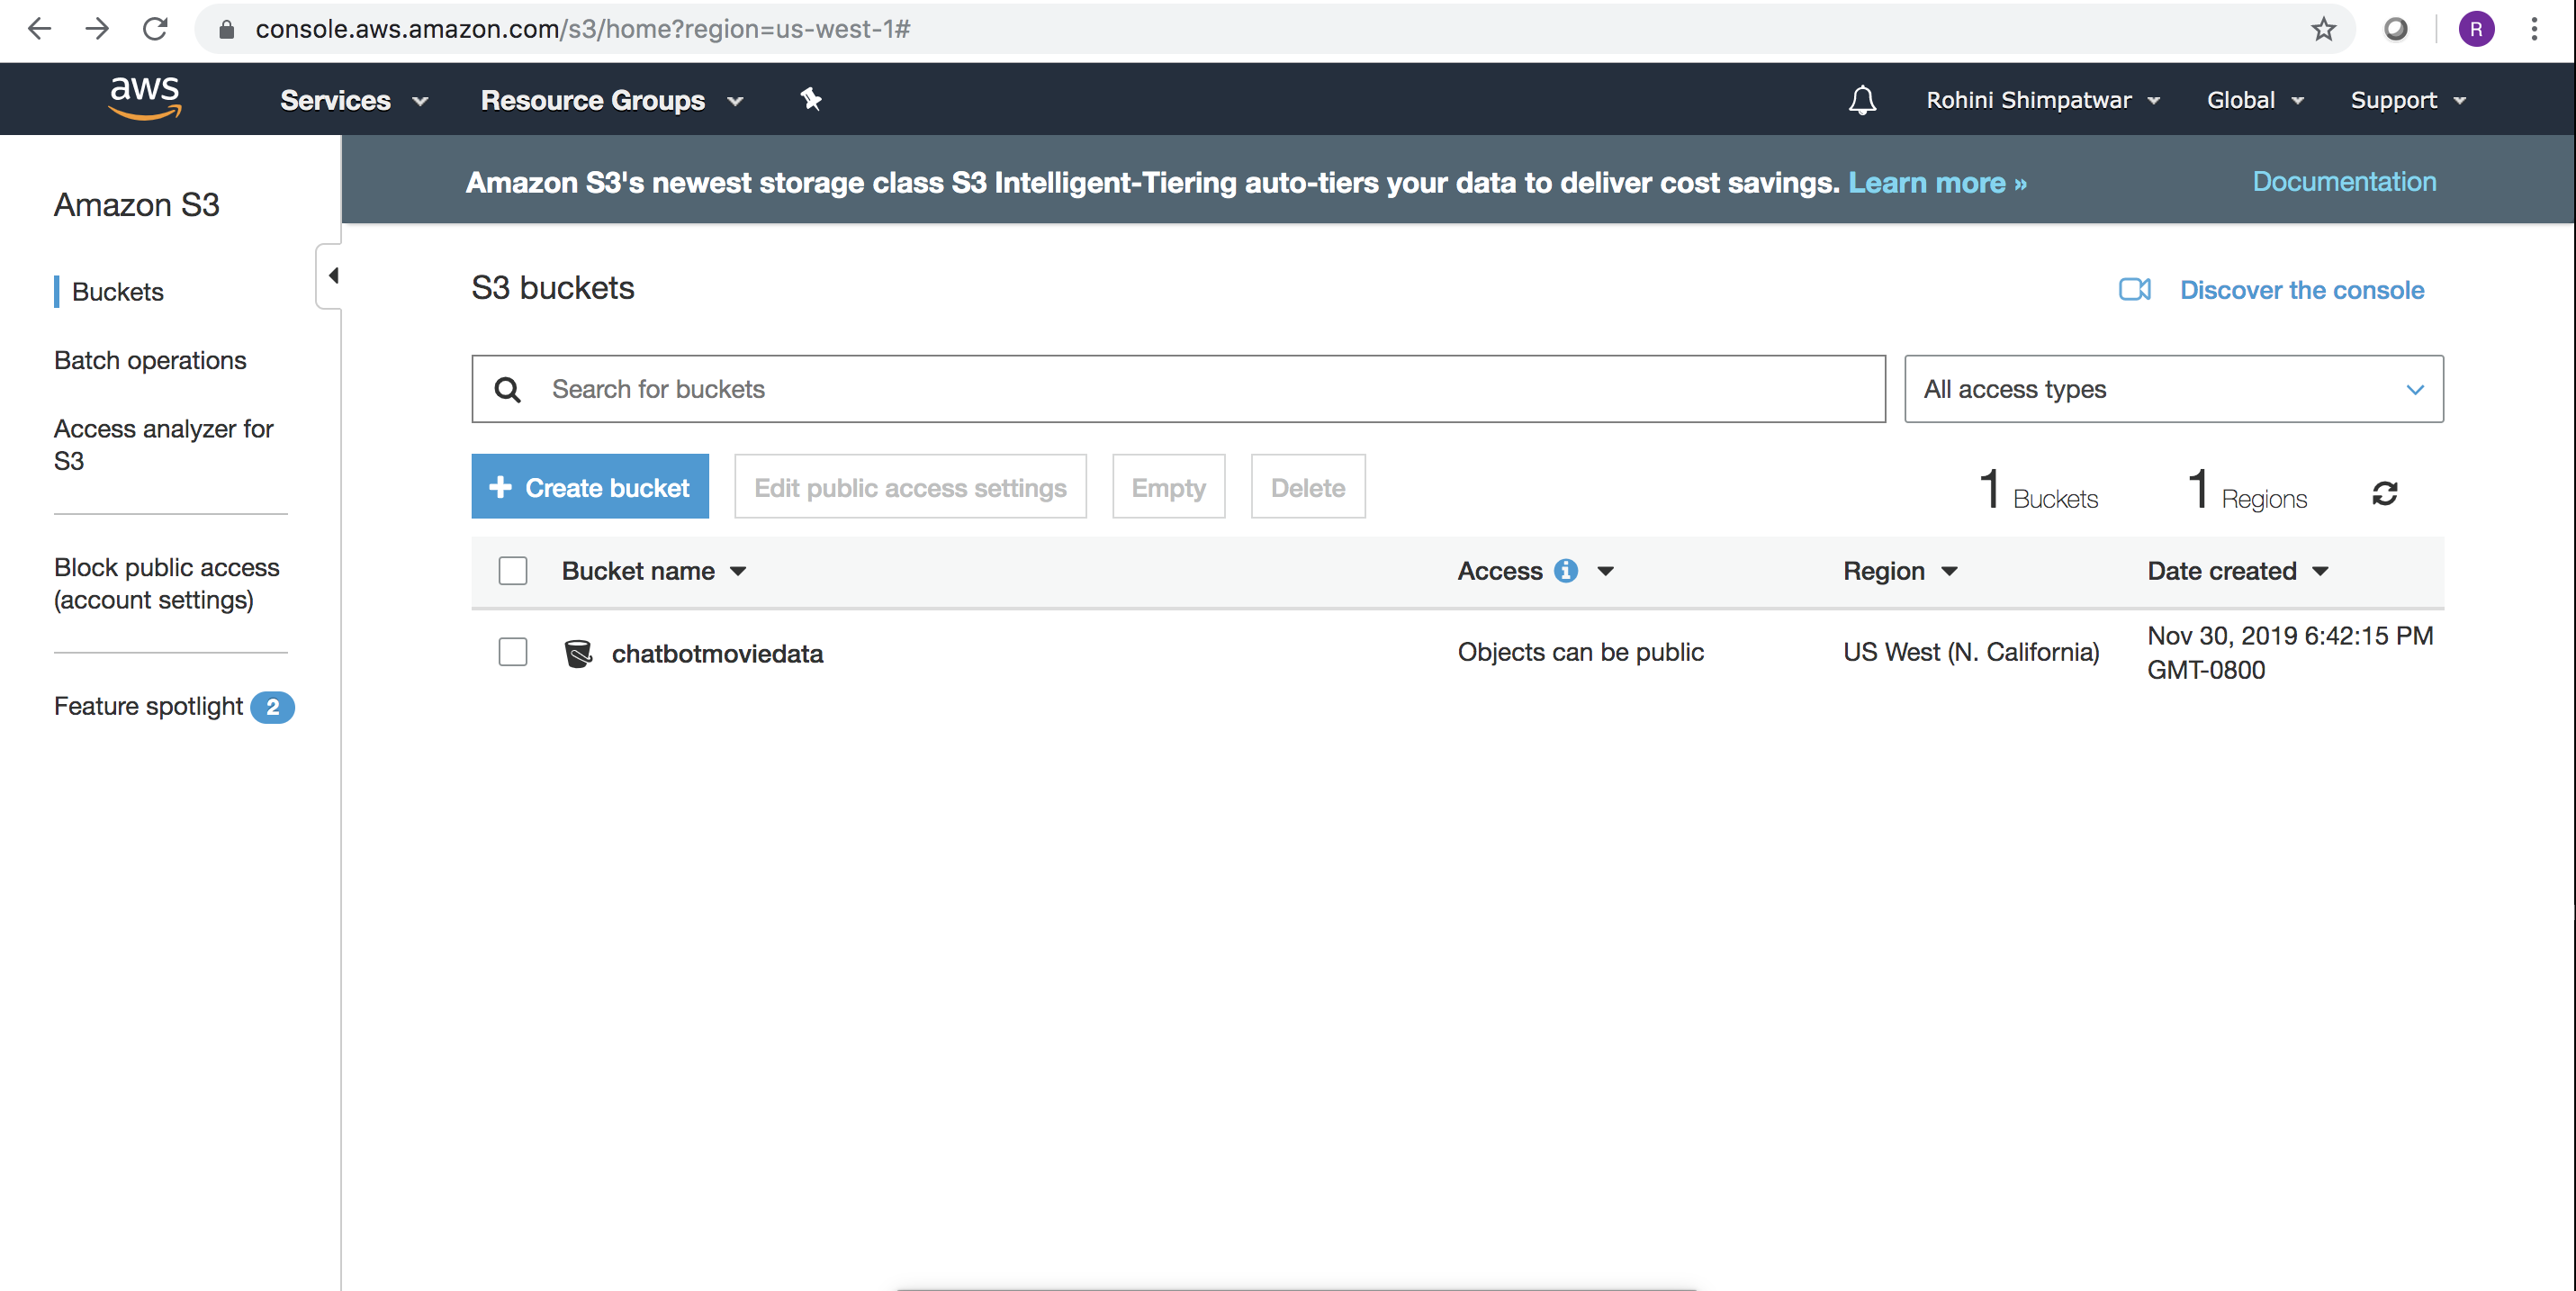 console.aws.amazon.com/s3/home?region=us-west-1#
R
aws
Services
Resource Groups
Rohini Shimpatwar
Global
Support
Amazon S3's newest storage class S3 Intelligent-Tiering auto-tiers your data to deliver cost savings. Learn more »
Documentation
Amazon S3
Buckets
Batch operations
Access analyzer for
S3
Block public access
(account settings)
Feature spotlight 2
S3 buckets
Discover the console
Search for buckets
All access types
+ Create bucket
Edit public access settings
Empty
Delete
1 Buckets
1 Regions
Bucket name
Access
Region
Date created
chatbotmoviedata
Objects can be public
US West (N. California)
Nov 30, 2019 6:42:15 PM
GMT-0800